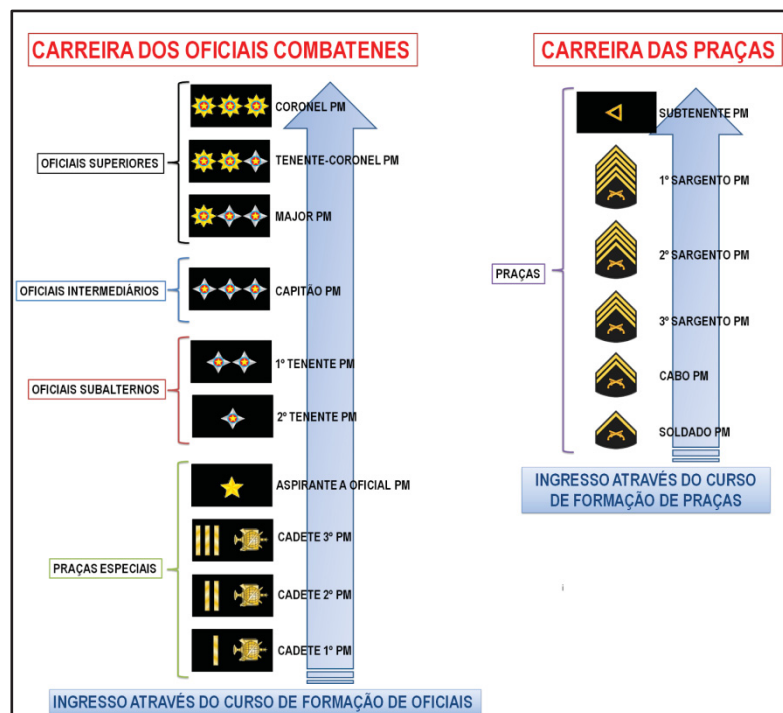 CARREIRA DOS OFICIAIS COMBATENES
CORONEL PM
OFICIAIS SUPERIORES
TENENTE-CORONEL PM
MAJOR PM
OFICIAIS INTERMEDIÁRIOS
CAPITÃO PM
1º TENENTE PM
OFICIAIS SUBALTERNOS
2º TENENTE PM
ASPIRANTE A OFICIAL PM
CADETE 3º PM
PRAÇAS ESPECIAIS
CADETE 2º PM
CADETE 1º PM
INGRESSO ATRAVÉS DO CURSO DE FORMAÇÃO DE OFICIAIS
CARREIRA DAS PRAÇAS
SUBTENENTE PM
1º SARGENTO PM
2º SARGENTO PM
PRAÇAS
3º SARGENTO PM
CABO PM
SOLDADO PM
INGRESSO ATRAVÉS DO CURSO
DE FORMAÇÃO DE PRAÇAS